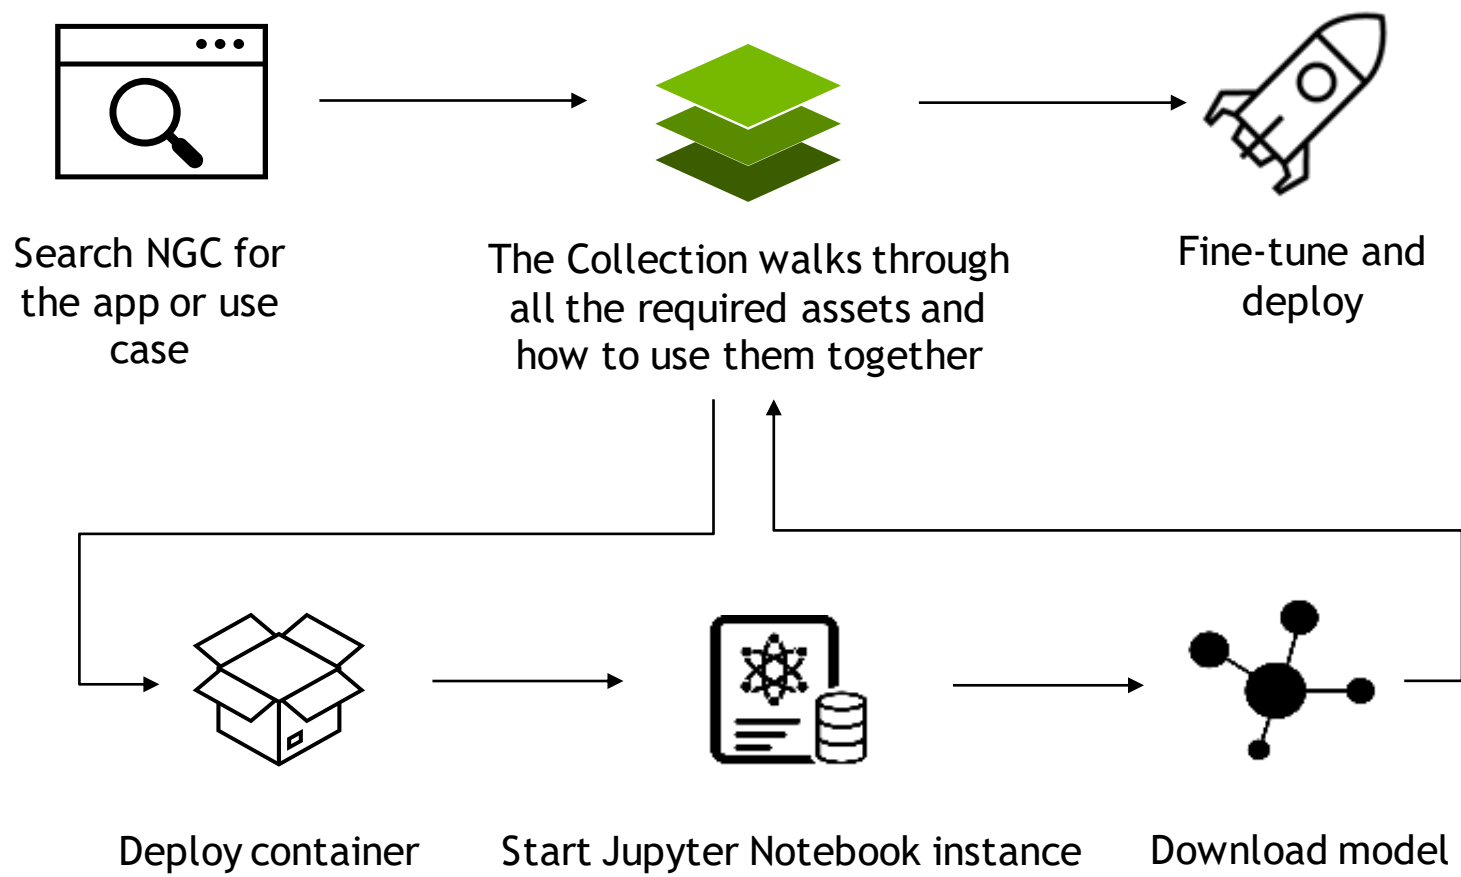 Search NGC for
the app or use
case
The Collection walks through
all the required assets and
how to use them together
Fine-tune and
deploy
Deploy container
Start Jupyter Notebook instance
Download model